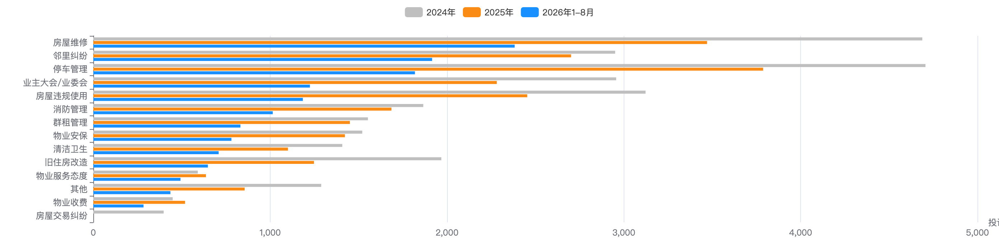 2024年 2025年 2026年1-8月
房屋维修
邻里纠纷
停车管理
业主大会/业委会
房屋违规使用
消防管理
群租管理
物业安保
清洁卫生
旧住房改造
物业服务态度
其他
物业收费
房屋交易纠纷
投
0 1,000 2,000 3,000 4,000 5,000